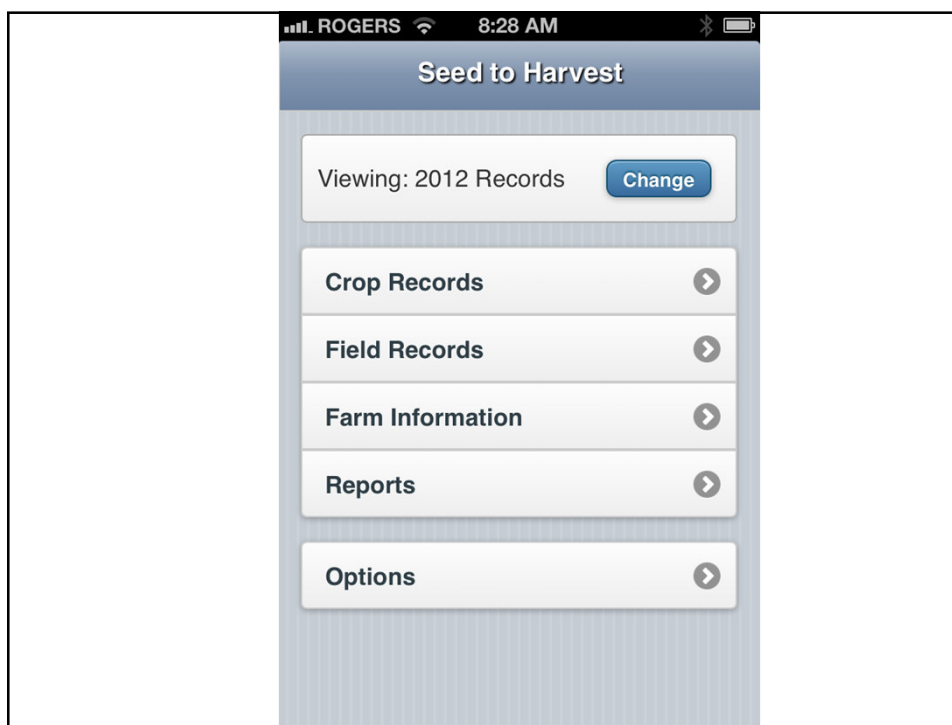 ROGERS 8:28 AM
Seed to Harvest
Viewing: 2012 Records Change
Crop Records
Field Records
Farm Information
Reports
Options